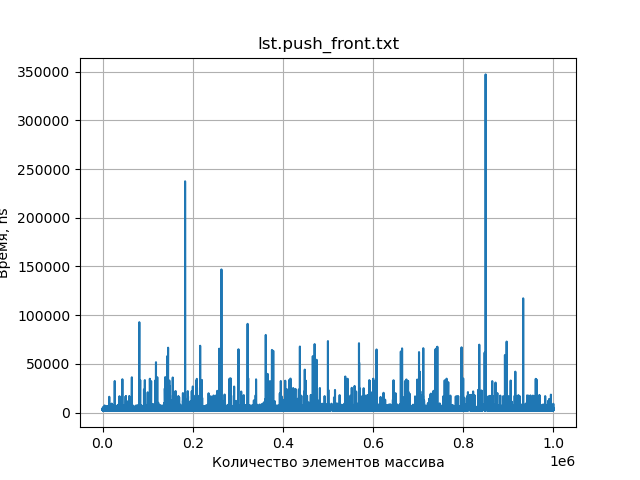 lst.push_front.txt
350000
300000
250000
200000
150000
100000
50000
0
Время, ns
0.0 0.2 0.4 0.6 0.8 1.0
1e6
Количество элементов массива